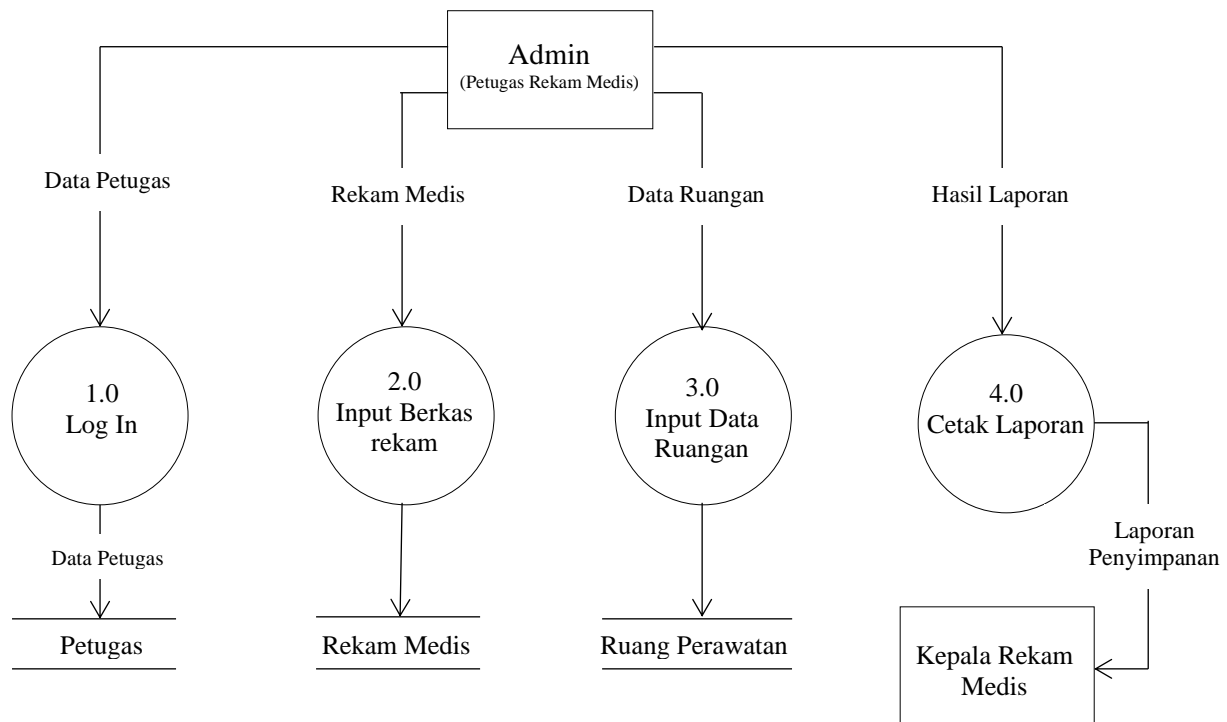 Admin
(Petugas Rekam Medis)
Data Petugas
Rekam Medis
Data Ruangan
Hasil Laporan
1.0
Log In
2.0
Input Berkas
rekam
3.0
Input Data
Ruangan
4.0
Cetak Laporan
Data Petugas
Laporan
Penyimpanan
Petugas
Rekam Medis
Ruang Perawatan
Kepala Rekam
Medis